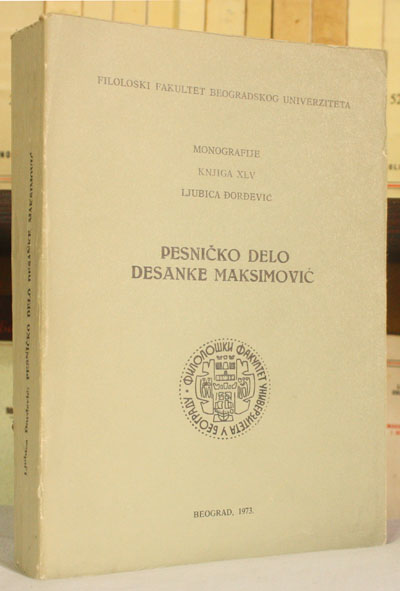 FILOLOŠKI FAKULTET BEOGRADSKOG UNIVERZITETA
MONOGRAFIJE
KNJIGA XLV
LJUBICA ĐORĐEVIĆ
PESNIČKO DELO
DESANKE MAKSIMOVIĆ
ФИЛОЛОШКИ ФАКУЛТЕТ УНИВЕРЗИТЕТА У БЕОГРАДУ
BEOGRAD, 1973.
Ljubica Đorđević: PESNIČKO DELO DESANKE MAKSIMOVIĆ